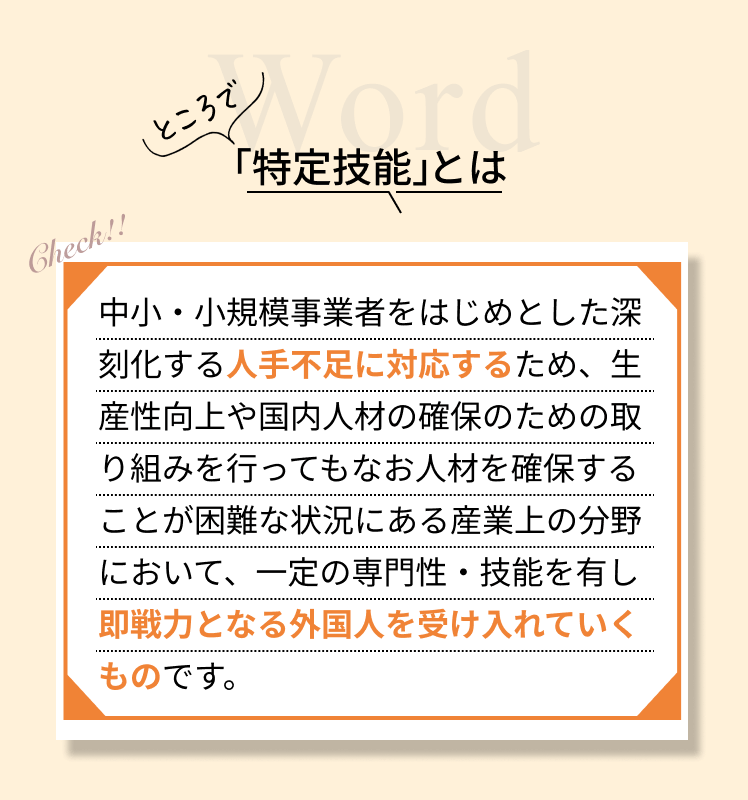 Word
ところで
「特定技能」とは
Check!!
中小・小規模事業者をはじめとした深
刻化する人手不足に対応するため、生
産性向上や国内人材の確保のための取
り組みを行ってもなお人材を確保する
ことが困難な状況にある産業上の分野
において、一定の専門性・技能を有し
即戦力となる外国人を受け入れていく
ものです。